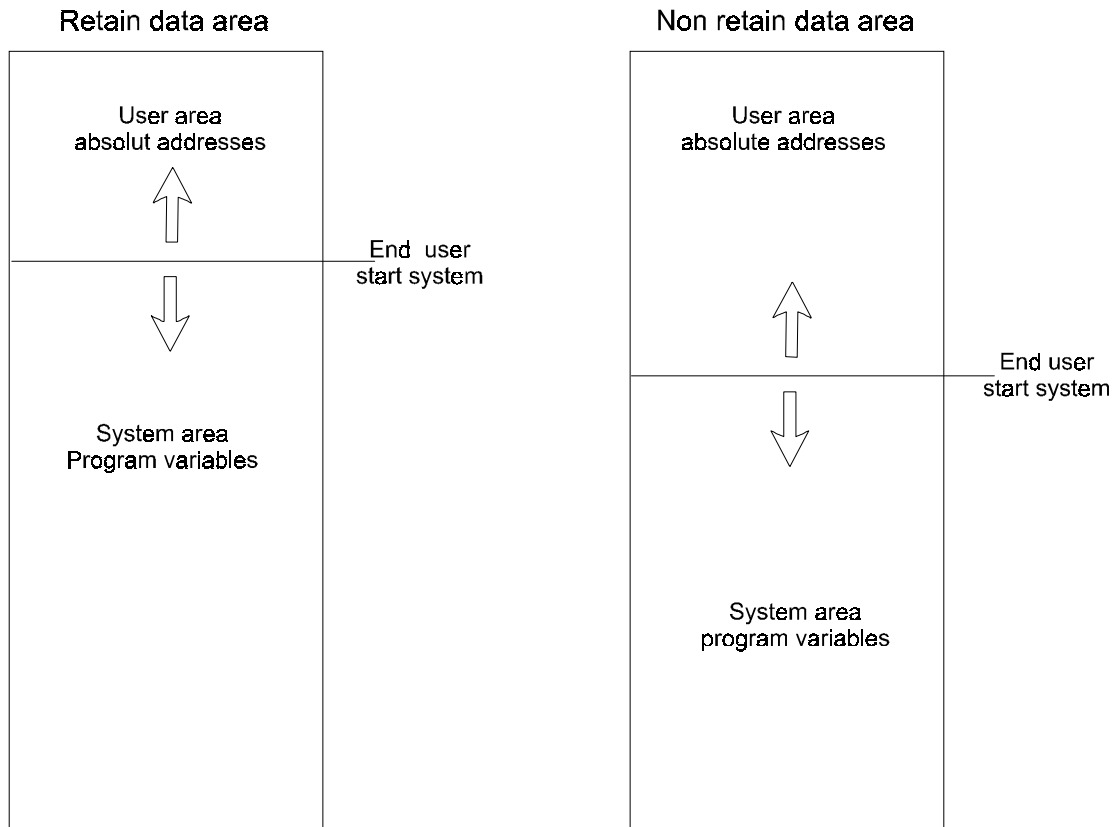 Retain data area
User area
absolut addresses
End user
start system
System area
Program variables
Non retain data area
User area
absolute addresses
End user
start system
System area
program variables